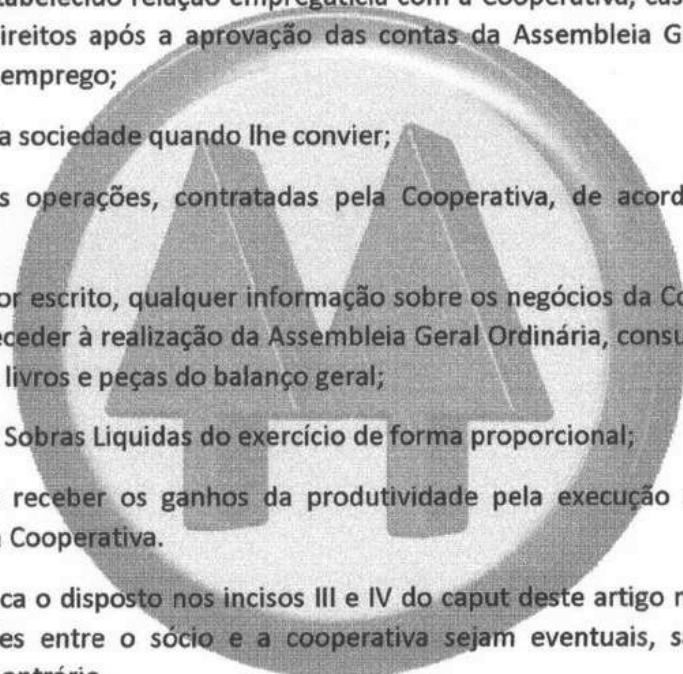 tabelecido relação empregatícia com a Cooperativa, cas
ireitos após a aprovação das contas da Assembleia G
emprego;
a sociedade quando lhe convier;
s operações, contratadas pela Cooperativa, de acord
or escrito, qualquer informação sobre os negócios da Co
eceder à realização da Assembleia Geral Ordinária, consu
livros e peças do balanço geral;
Sobras Liquidas do exercício de forma proporcional;
receber os ganhos da produtividade pela execução
a Cooperativa.
ca o disposto nos incisos III e IV do caput deste artigo
es entre o sócio e a cooperativa sejam eventuais, s